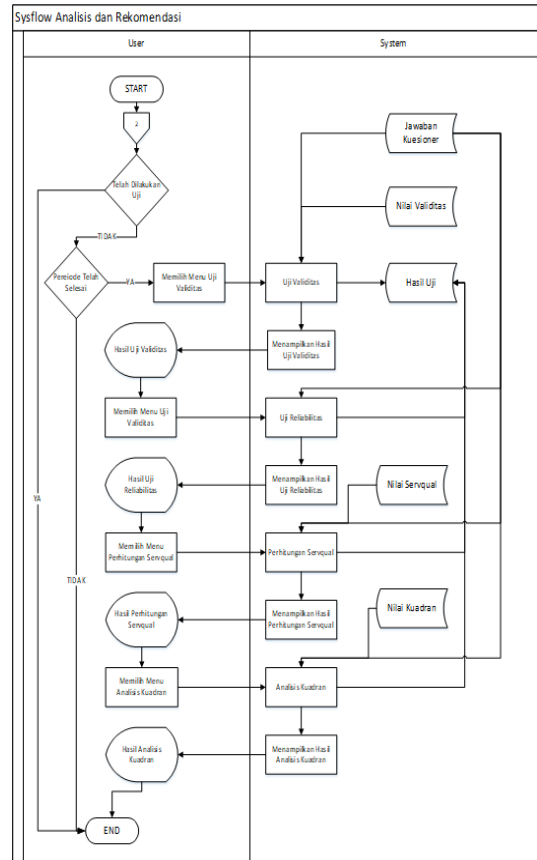 Sysflow Analisis dan Rekomendasi
User
System
START
2
Jawaban
Kuesioner
Telah Dilakukan
Uji
Nilai Validitas
TIDAK
Pereiode Telah
Selesai
YA
Memilih Menu Uji
Validitas
Uji Validitas
Hasil Uji
Hasil Uji Validitas
Menampilkan Hasil
Uji Validitas
Memilih Menu Uji
Validitas
Uji Reliabilitas
Hasil Uji
Reliabilitas
Menampilkan Hasil
Uji Reliabilitas
Nilai Servqual
YA
Memilih Menu
Perhitungan Servqual
Perhitungan Servqual
TIDAK
Hasil Perhitungan
Servqual
Menampilkan Hasil
Perhitungan Servqual
Nilai Kuadran
Memilih Menu
Analisis Kuadran
Analisis Kuadran
Hasil Analisis
Kuadran
Menampilkan Hasil
Analisis Kuadran
END